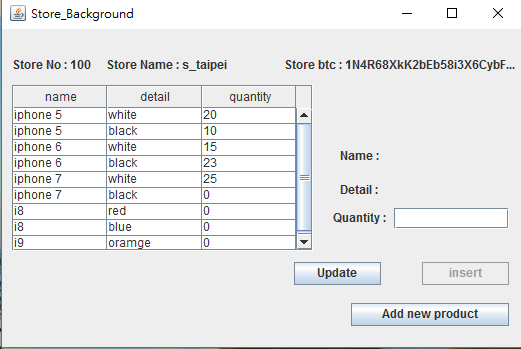 Store_Background
Store No : 100 Store Name : s_taipei Store btc : 1N4R68XkK2bEb58i3X6CybF...
name detail quantity
iphone 5 white 20
iphone 5 black 10
iphone 6 white 15
iphone 6 black 23
iphone 7 white 25
iphone 7 black 0
i8 red 0
i8 blue 0
i9 oramge 0
Name :
Detail :
Quantity :
Update insert
Add new product